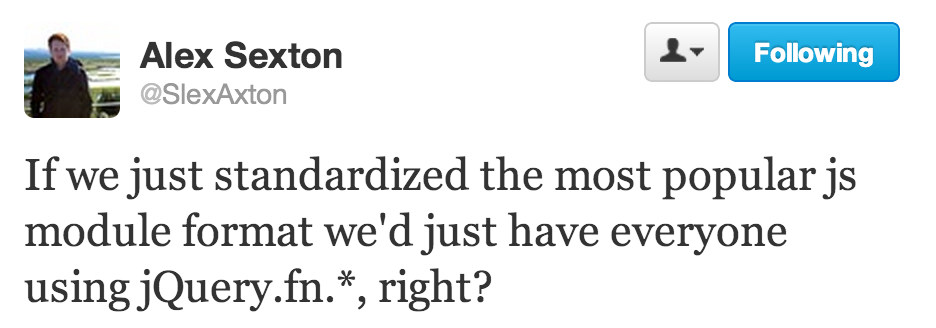 Alex Sexton
@SlexAxton
Following
If we just standardized the most popular js
module format we'd just have everyone
using jQuery.fn.*, right?